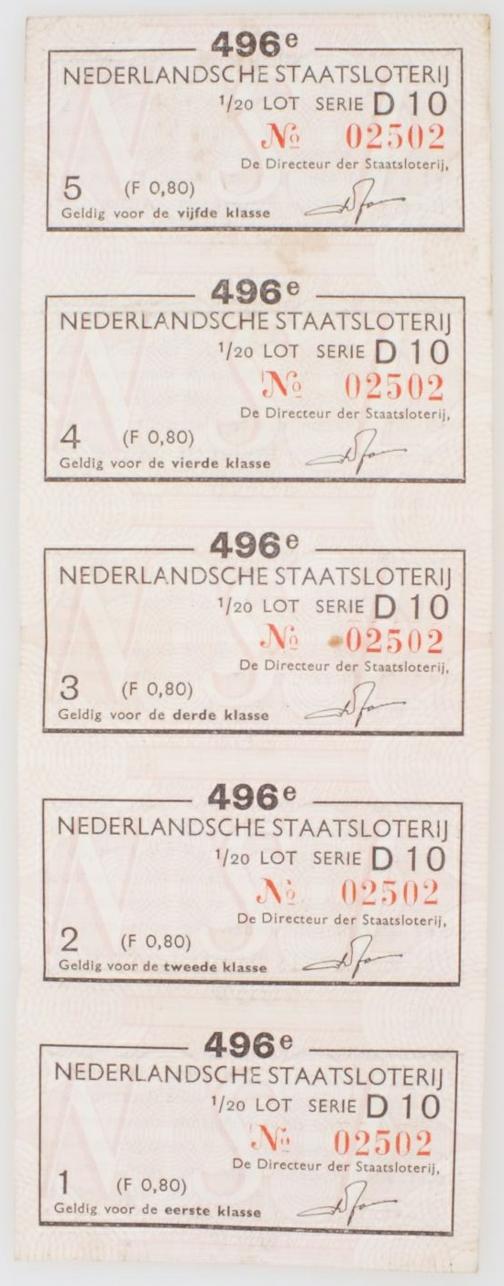 496e
NEDERLANDSCHE STAATSLOTERIJ
1/20 LOT SERIE D 10
No 02502
De Directeur der Staatsloterij,
5 (F 0,80)
Geldig voor de vijfde klasse
496e
NEDERLANDSCHE STAATSLOTERIJ
1/20 LOT SERIE D 10
No 02502
De Directeur der Staatsloterij,
4 (F 0,80)
Geldig voor de vierde klasse
496e
NEDERLANDSCHE STAATSLOTERIJ
1/20 LOT SERIE D 10
No 02502
De Directeur der Staatsloterij,
3 (F 0,80)
Geldig voor de derde klasse
496e
NEDERLANDSCHE STAATSLOTERIJ
1/20 LOT SERIE D 10
No 02502
De Directeur der Staatsloterij,
2 (F 0,80)
Geldig voor de tweede klasse
496e
NEDERLANDSCHE STAATSLOTERIJ
1/20 LOT SERIE D 10
No 02502
De Directeur der Staatsloterij,
1 (F 0,80)
Geldig voor de eerste klasse